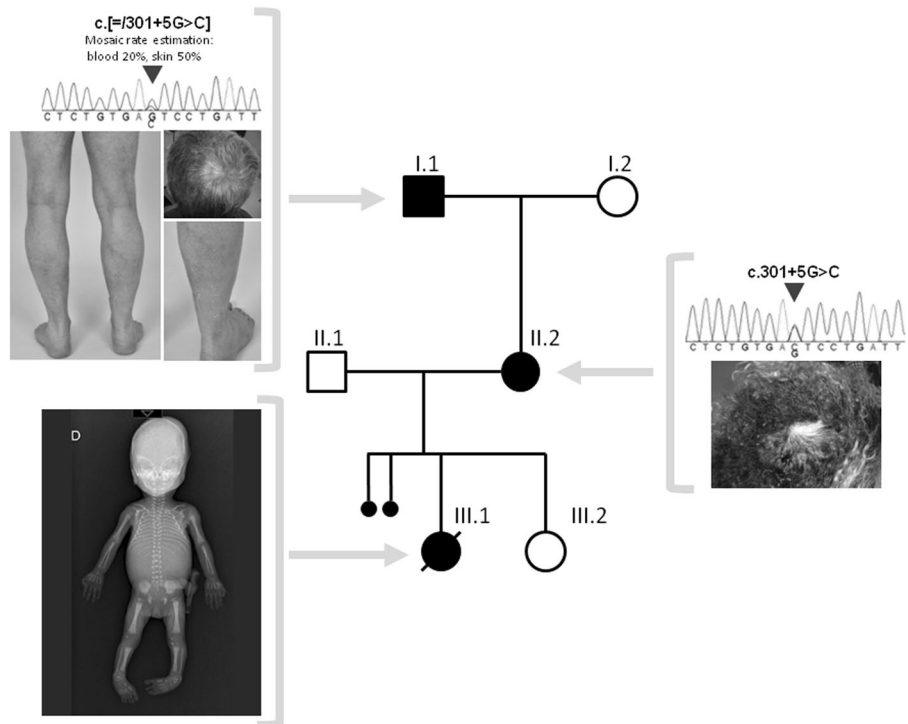 c.[=/301+5G>C]
Mosaic rate estimation:
blood 20%, skin 50%
C T C T G T G A G T C C T G A T T
C
I.1
I.2
c.301+5G>C
C T C T G T G A C T C C T G A T T
G
II.1
II.2
D
III.1
III.2